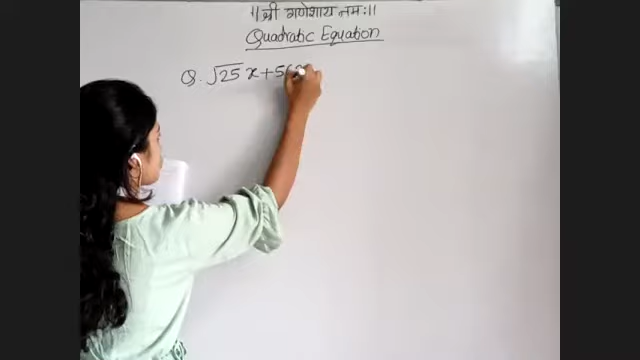 ॥ श्री गणेशाय नमः॥
Quadratic Equation
Q. √25 x+5